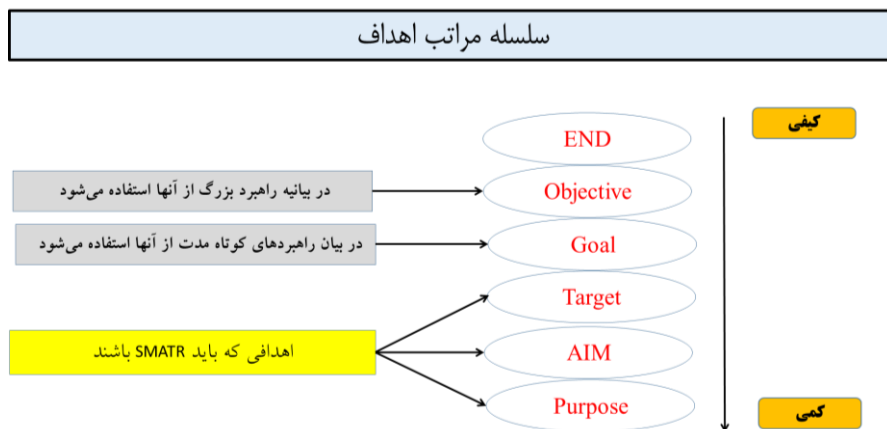 سلسله مراتب اهداف
کیفی
END
در بیانیه راهبرد بزرگ از آنها استفاده می‌شود
Objective
در بیان راهبردهای کوتاه مدت از آنها استفاده می‌شود
Goal
Target
اهدافی که باید SMATR باشند
AIM
Purpose
کمی